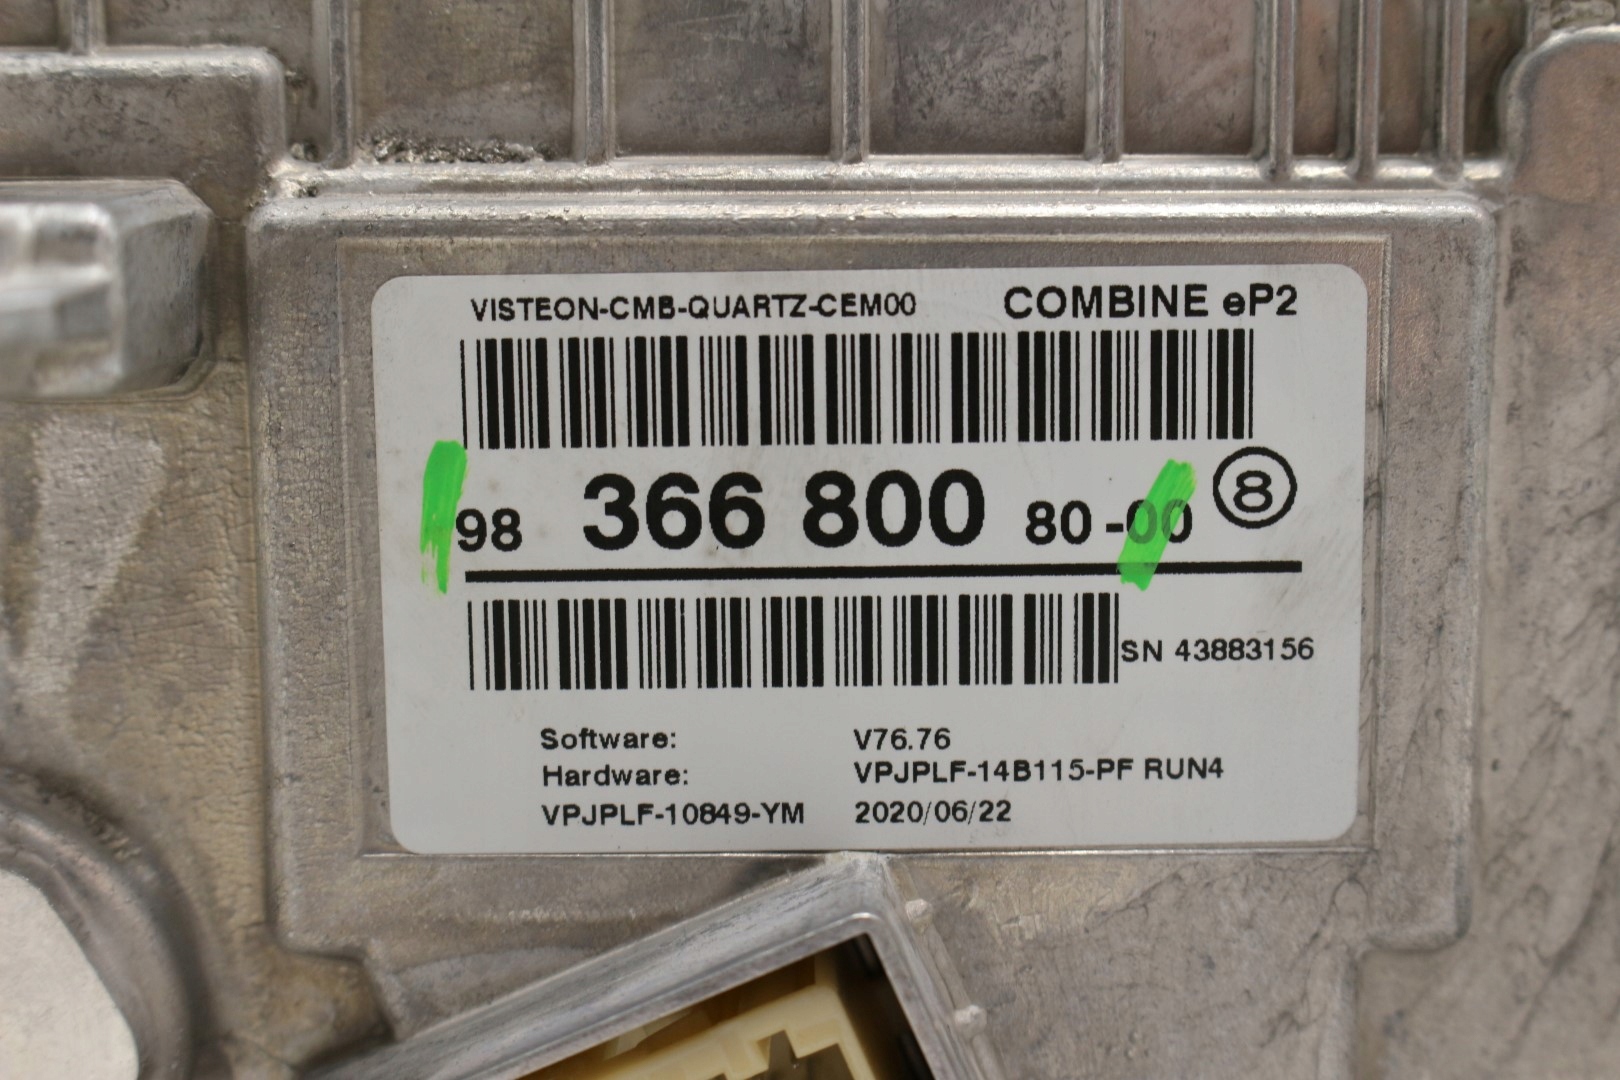 VISTEON-CMB-QUARTZ-CEM00 COMBINE eP2
98 366 800 80-00 8
SN 43883156
Software: V76.76
Hardware: VPJPLF-14B115-PF RUN4
VPJPLF-10849-YM 2020/06/22